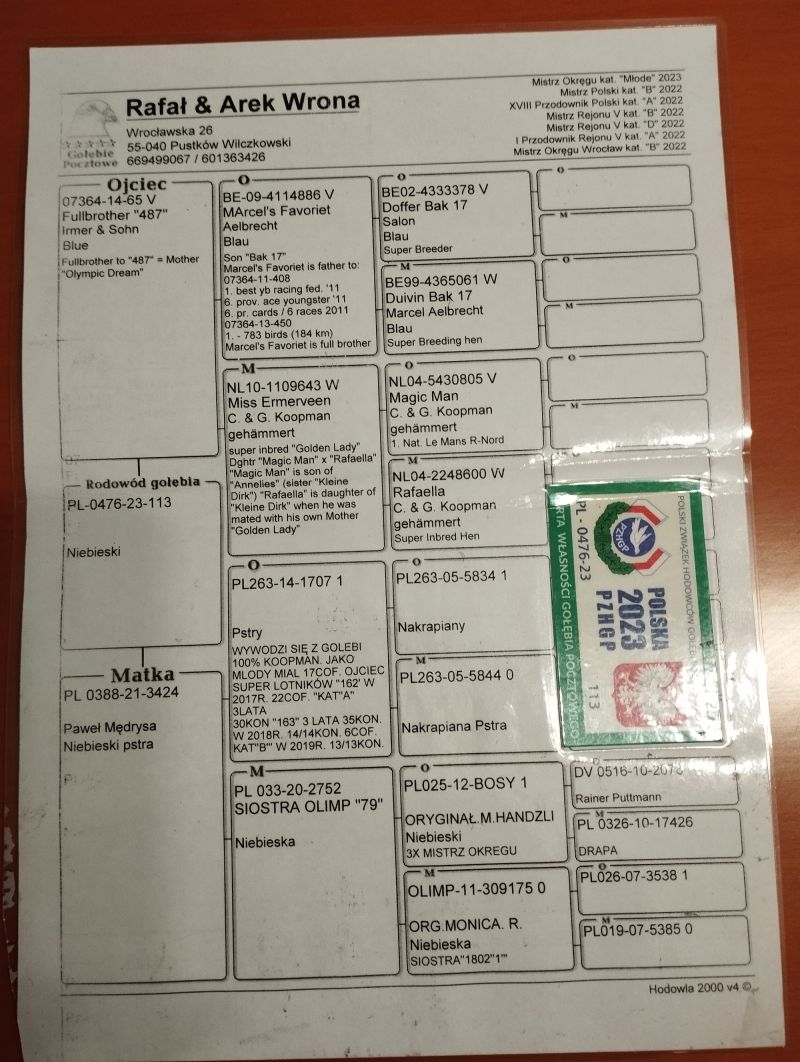 Rafał & Arek Wrona
Wrocławska 26
55-040 Pustków Wilczkowski
669499067 / 601363426
Gołębie
Pocztowe
Mistrz Okręgu kat. "Młode" 2023
Mistrz Polski kat. "B" 2022
XVIII Przodownik Polski kat. "A" 2022
Mistrz Rejonu V kat. "B" 2022
Mistrz Rejonu V kat. "D" 2022
I Przodownik Rejonu V kat. "A" 2022
Mistrz Okręgu Wrocław kat. "B" 2022
Ojciec
07364-14-65 V
Fullbrother "487"
Irmer & Sohn
Blue
Fullbrother to "487" = Mother
"Olympic Dream"
Rodowód gołębia
PL-0476-23-113
Niebieski
Matka
PL 0388-21-3424
Paweł Mędrysa
Niebieski pstra
O
BE-09-4114886 V
MArcel's Favoriet
Aelbrecht
Blau
Son "Bak 17"
Marcel's Favoriet is father to:
07364-11-408
1. best yb racing fed. '11
6. prov. ace youngster '11
6. pr. cards / 6 races 2011
07364-13-450
1. - 783 birds (184 km)
Marcel's Favoriet is full brother
M
NL10-1109643 W
Miss Ermerveen
C. & G. Koopman
gehämmert
super inbred "Golden Lady"
Dghtr "Magic Man" x "Rafaella"
"Magic Man" is son of
"Annelies" (sister "Kleine
Dirk") "Rafaella" is daughter of
"Kleine Dirk" when he was
mated with his own Mother
"Golden Lady"
O
PL263-14-1707 1
Pstry
WYWODZI SIĘ Z GOLEBI
100% KOOPMAN. JAKO
MLODY MIAL 17COF. OJCIEC
SUPER LOTNIKÓW "162' W
2017R. 22COF. "KAT"A"
3LATA
30KON "163" 3 LATA 35KON.
W 2018R. 14/14KON. 6COF.
KAT"B"' W 2019R. 13/13KON.
M
PL 033-20-2752
SIOSTRA OLIMP "79"
Niebieska
O
BE02-4333378 V
Doffer Bak 17
Salon
Blau
Super Breeder
M
BE99-4365061 W
Duivin Bak 17
Marcel Aelbrecht
Blau
Super Breeding hen
O
NL04-5430805 V
Magic Man
C. & G. Koopman
gehämmert
1. Nat. Le Mans R-Nord
M
NL04-2248600 W
Rafaella
C. & G. Koopman
gehämmert
Super Inbred Hen
O
PL263-05-5834 1
Nakrapiany
M
PL263-05-5844 0
Nakrapiana Pstra
O
PL025-12-BOSY 1
ORYGINAŁ.M.HANDZLI
Niebieski
3X MISTRZ OKREGU
M
OLIMP-11-309175 0
ORG.MONICA. R.
Niebieska
SIOSTRA"1802"1'"
O
M
O
M
O
M
POLSKI ZWIĄZEK HODOWCÓW GOŁĘBI
POLSKA
2023
PZHGP
113
PZHGP
PL - 0476-23
RTA WŁASNOŚCI GOŁĘBIA POCZTOWEGO
DV 0516-10-2078
Rainer Puttmann
M
PL 0326-10-17426
DRAPA
O
PL026-07-3538 1
M
PL019-07-5385 0
Hodowla 2000 v4 ©